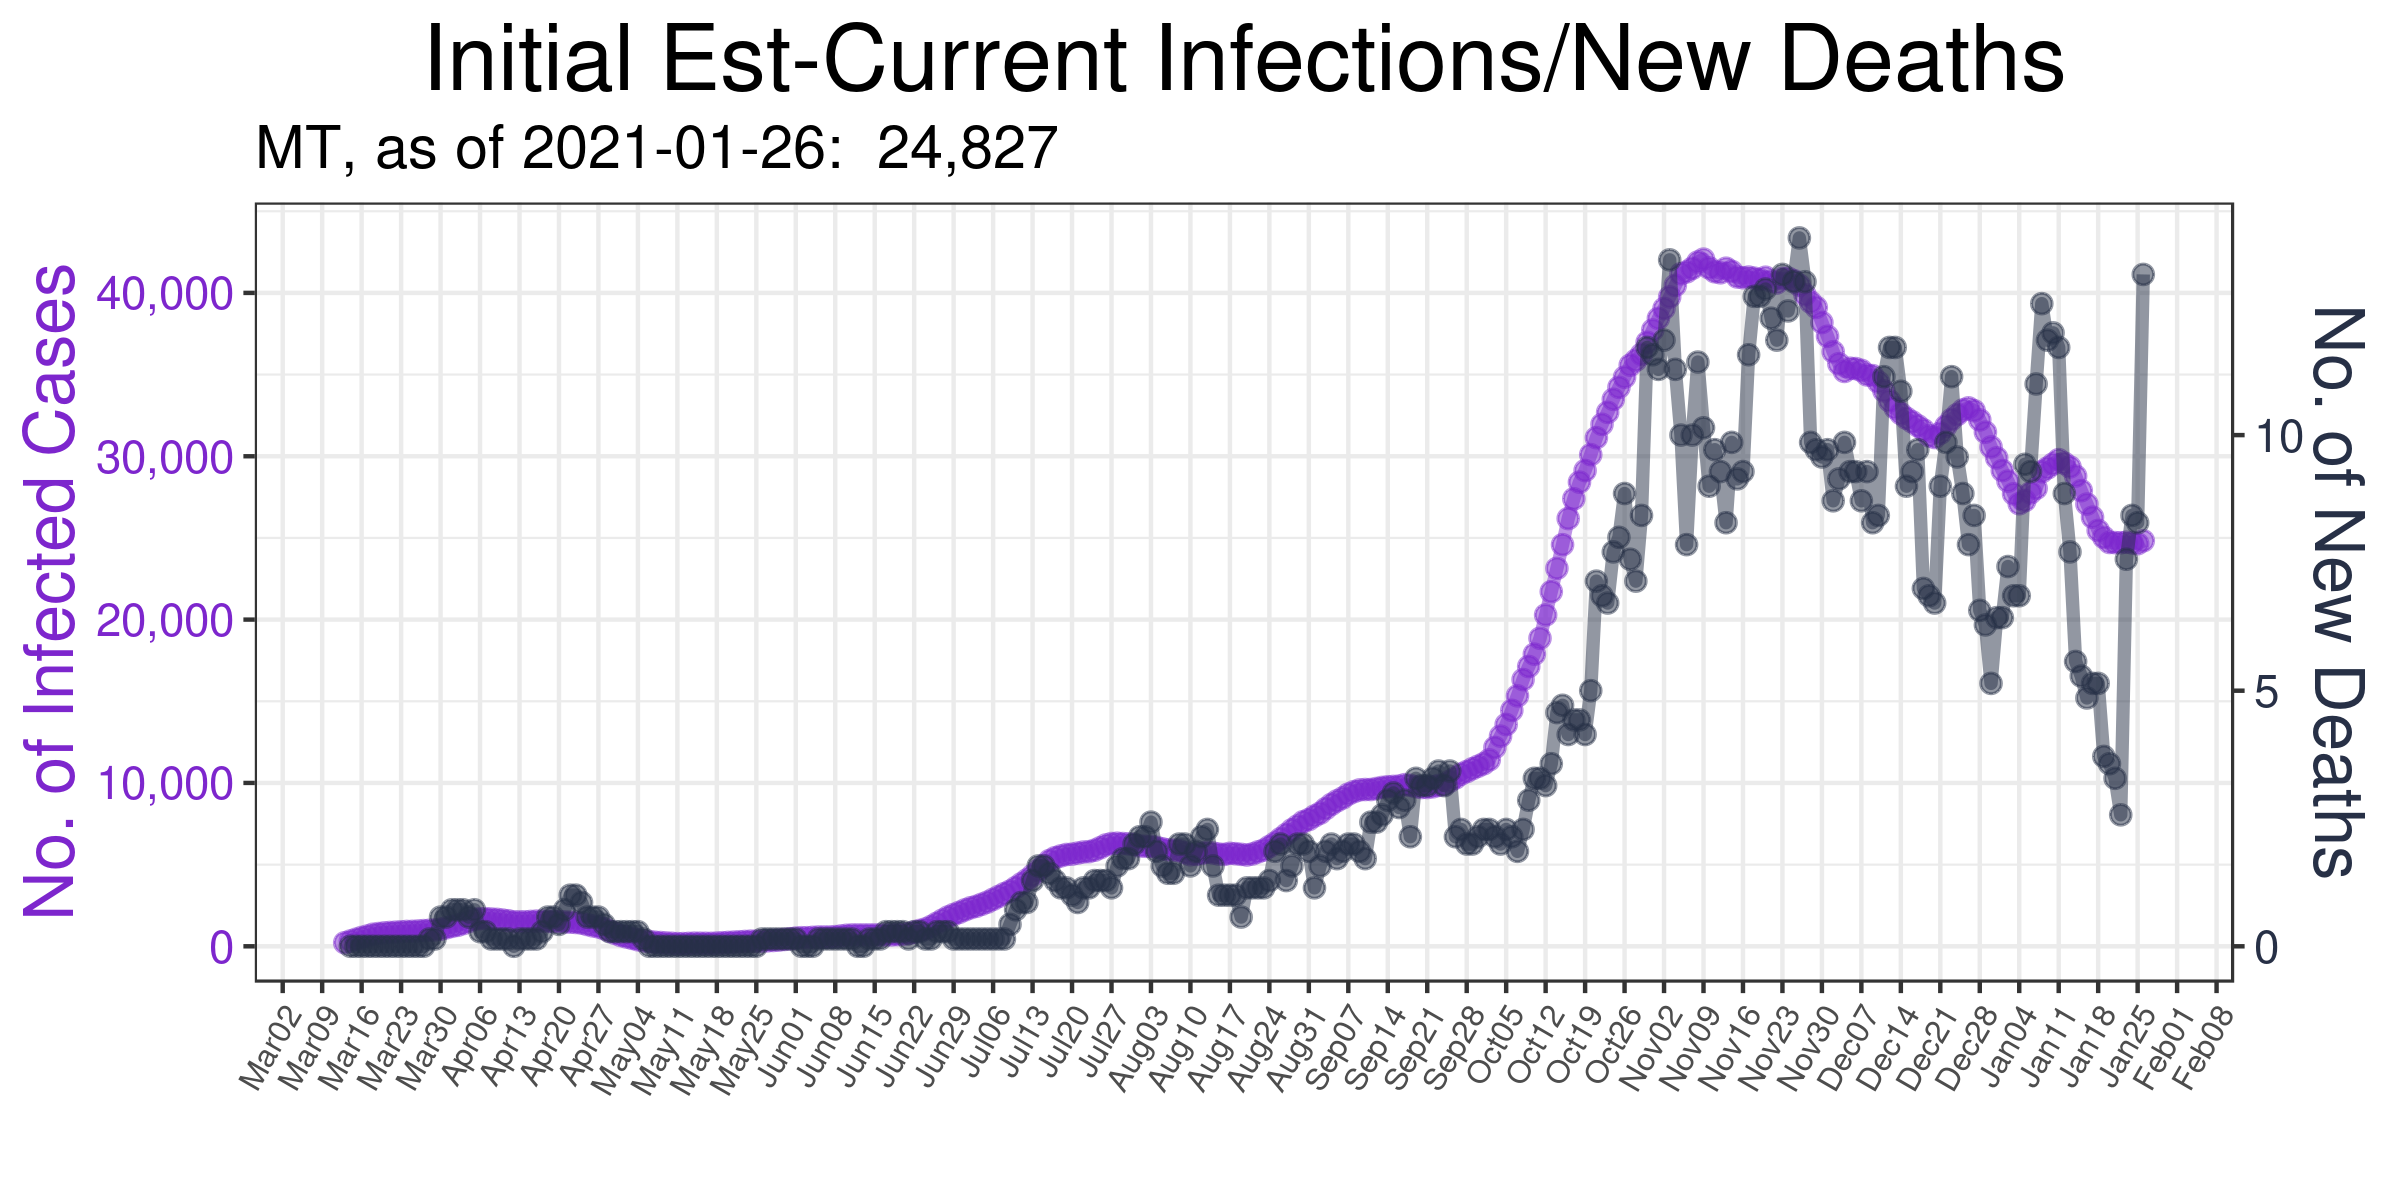 Initial Est-Current Infections/New Deaths
MT, as of 2021-01-26: 24,827
No. of Infected Cases
40,000
30,000
20,000
10,000
0
No. of New Deaths
10
5
0
Mar02
Mar09
Mar16
Mar23
Mar30
Apr06
Apr13
Apr20
Apr27
May04
May11
May18
May25
Jun01
Jun08
Jun15
Jun22
Jun29
Jul06
Jul13
Jul20
Jul27
Aug03
Aug10
Aug17
Aug24
Aug31
Sep07
Sep14
Sep21
Sep28
Oct05
Oct12
Oct19
Oct26
Nov02
Nov09
Nov16
Nov23
Nov30
Dec07
Dec14
Dec21
Dec28
Dec04
Jan11
Jan18
Jan25
Feb01
Feb08